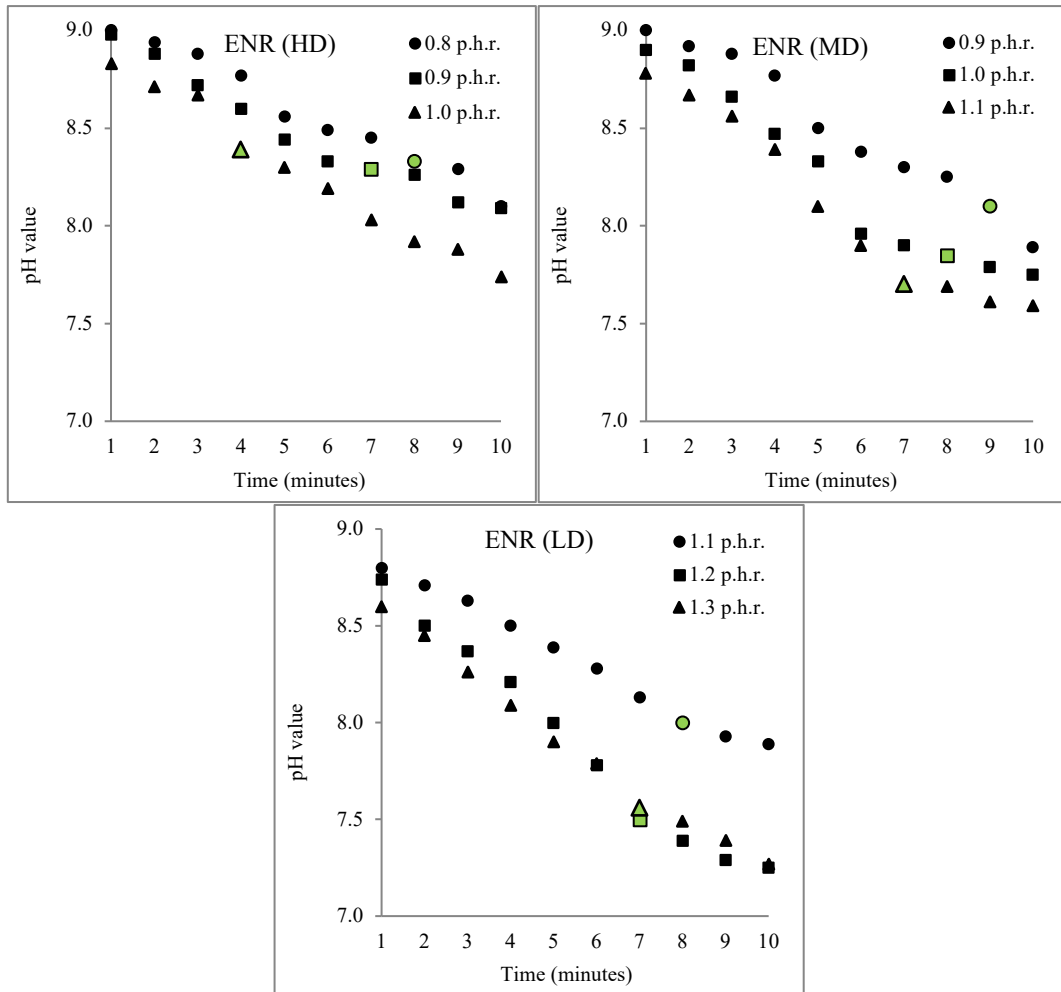 ENR (HD)
0.8 p.h.r.
0.9 p.h.r.
1.0 p.h.r.
9.0
8.5
8.0
7.5
7.0
pH value
1 2 3 4 5 6 7 8 9 10
Time (minutes)
ENR (MD)
0.9 p.h.r.
1.0 p.h.r.
1.1 p.h.r.
9.0
8.5
8.0
7.5
7.0
pH value
1 2 3 4 5 6 7 8 9 10
Time (minutes)
ENR (LD)
1.1 p.h.r.
1.2 p.h.r.
1.3 p.h.r.
9.0
8.5
8.0
7.5
7.0
pH value
1 2 3 4 5 6 7 8 9 10
Time (minutes)